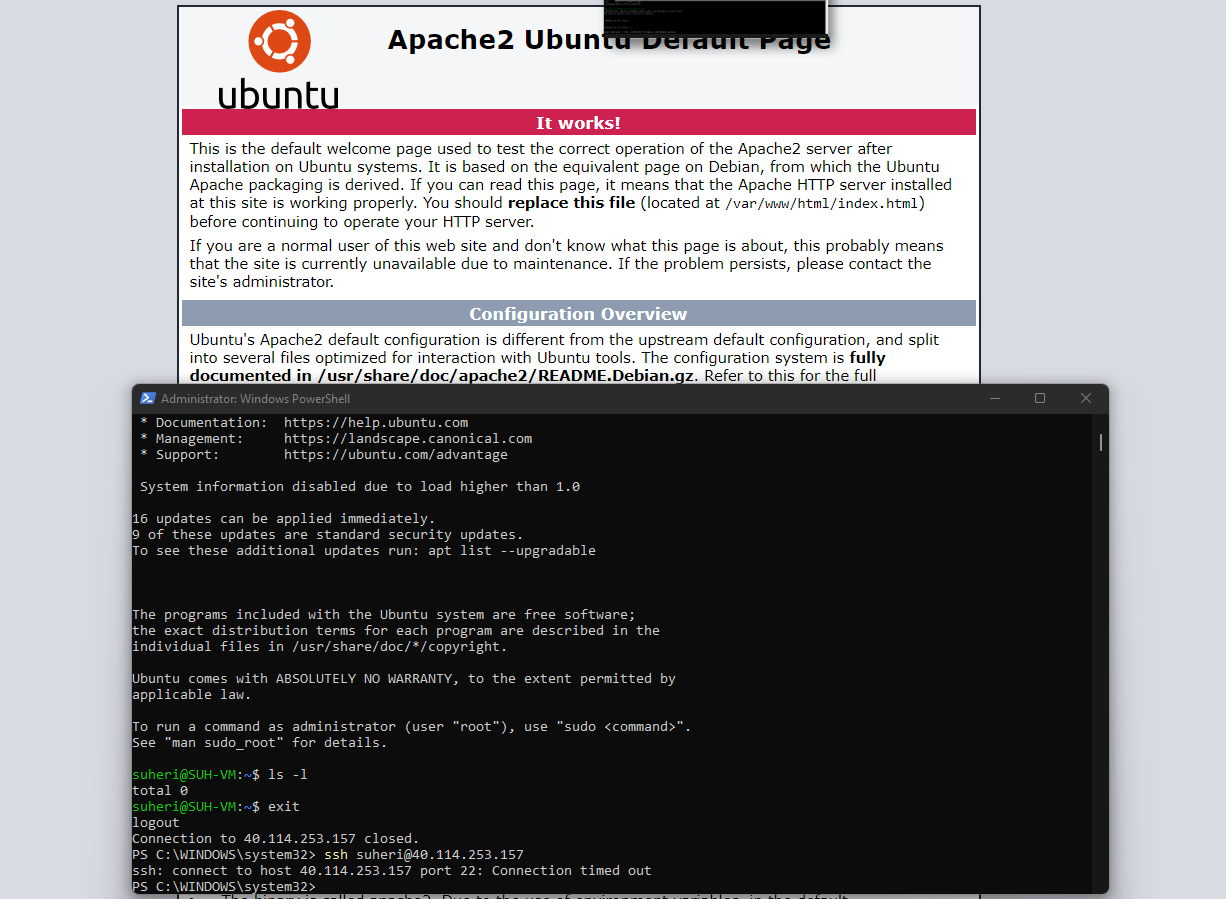 Apache2 Ubuntu Default Page
ubuntu
It works!
This is the default welcome page used to test the correct operation of the Apache2 server after
installation on Ubuntu systems. It is based on the equivalent page on Debian, from which the Ubuntu
Apache packaging is derived. If you can read this page, it means that the Apache HTTP server installed
at this site is working properly. You should replace this file (located at /var/www/html/index.html)
before continuing to operate your HTTP server.
If you are a normal user of this web site and don't know what this page is about, this probably means
that the site is currently unavailable due to maintenance. If the problem persists, please contact the
site's administrator.
Configuration Overview
Ubuntu's Apache2 default configuration is different from the upstream default configuration, and split
into several files optimized for interaction with Ubuntu tools. The configuration system is fully
documented in /usr/share/doc/apache2/README.Debian.gz. Refer to this for the full
Administrator: Windows PowerShell
* Documentation:  https://help.ubuntu.com
* Management:     https://landscape.canonical.com
* Support:        https://ubuntu.com/advantage
System information disabled due to load higher than 1.0
16 updates can be applied immediately.
9 of these updates are standard security updates.
To see these additional updates run: apt list --upgradable
The programs included with the Ubuntu system are free software;
the exact distribution terms for each program are described in the
individual files in /usr/share/doc/*/copyright.
Ubuntu comes with ABSOLUTELY NO WARRANTY, to the extent permitted by
applicable law.
To run a command as administrator (user "root"), use "sudo <command>".
See "man sudo_root" for details.
suheri@SUH-VM:~$ ls -l
total 0
suheri@SUH-VM:~$ exit
logout
Connection to 40.114.253.157 closed.
PS C:\WINDOWS\system32> ssh suheri@40.114.253.157
ssh: connect to host 40.114.253.157 port 22: Connection timed out
PS C:\WINDOWS\system32>